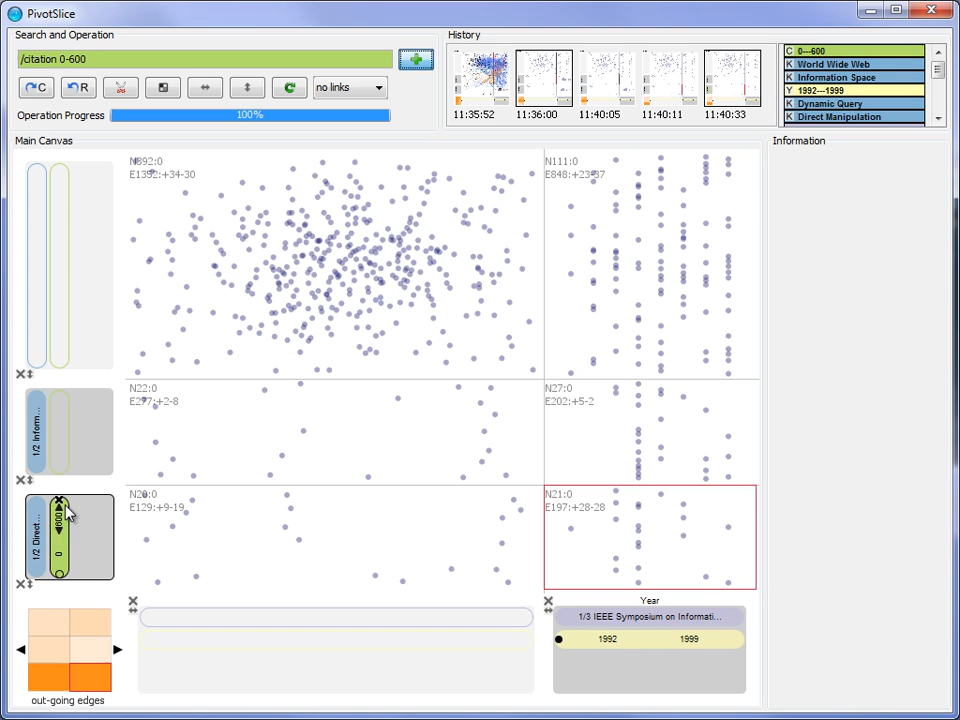 PivotSlice
Search and Operation
/citation 0-600
C
R
no links
Operation Progress
100%
History
11:35:52
11:36:00
11:40:05
11:40:11
11:40:33
C 0---600
K World Wide Web
K Information Space
Y 1992---1999
K Dynamic Query
K Direct Manipulation
Main Canvas
Information
N892:0
E1352:+34-30
N111:0
E848:+23-37
1/2 Inform...
N22:0
E277:+2-8
N27:0
E202:+5-2
1/2 Direct...
600
0
N20:0
E129:+9-19
N21:0
E197:+28-28
Year
1/3 IEEE Symposium on Informati...
1992 1999
out-going edges